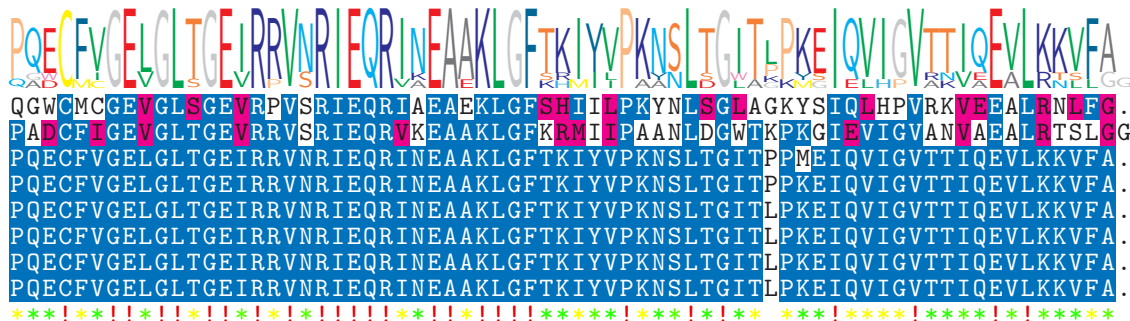 PQECFVGELGLTGEIRRVNRIEQRINEAAKLGFTKIYVPKNSLTGITLPKEIQVIGVTTIQEVLKKVFA
QGWCMCGEVGLSGEVRPVSRIEQRIAEAEKLGFSHIILPKYNLSGLAGKYSIQLHPVRKVEEALRNLFG.
PADCFIGEVGLTGEVRRVSRIEQRVKEAAKLGFKRMIIPAANLDGWTKPKGIEVIGVANVAEALRTSLGG
PQECFVGELGLTGEIRRVNRIEQRINEAAKLGFTKIYVPKNSLTGITPPMEIQVIGVTTIQEVLKKVFA.
PQECFVGELGLTGEIRRVNRIEQRINEAAKLGFTKIYVPKNSLTGITPPKEIQVIGVTTIQEVLKKVFA.
PQECFVGELGLTGEIRRVNRIEQRINEAAKLGFTKIYVPKNSLTGITLPKEIQVIGVTTIQEVLKKVFA.
PQECFVGELGLTGEIRRVNRIEQRINEAAKLGFTKIYVPKNSLTGITLPKEIQVIGVTTIQEVLKKVFA.
PQECFVGELGLTGEIRRVNRIEQRINEAAKLGFTKIYVPKNSLTGITLPKEIQVIGVTTIQEVLKKVFA.
PQECFVGELGLTGEIRRVNRIEQRINEAAKLGFTKIYVPKNSLTGITLPKEIQVIGVTTIQEVLKKVFA.
***!**!!*!!*!!*!*!*!!!!!**!!*!!!!*****!***!*!** ***!****!****!*!*****